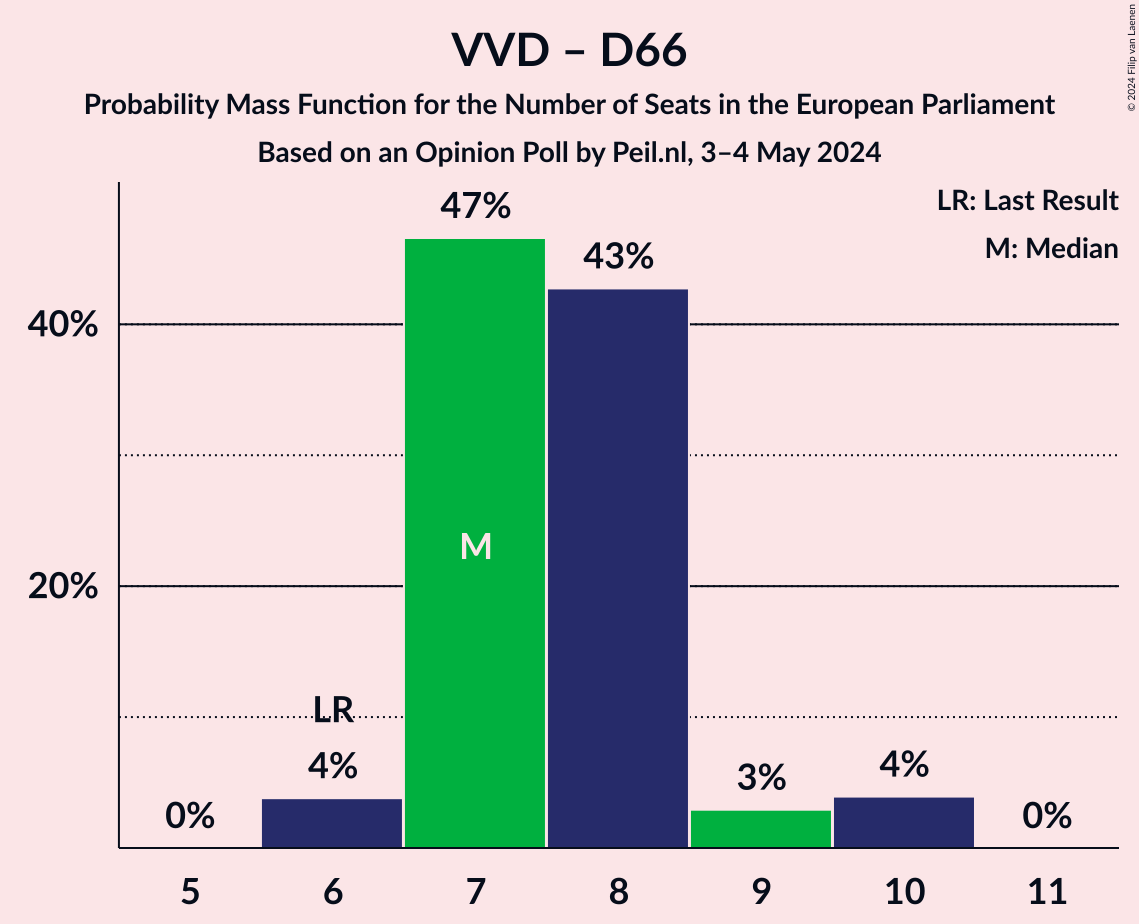 VVD – D66
Probability Mass Function for the Number of Seats in the European Parliament
Based on an Opinion Poll by Peil.nl, 3–4 May 2024
© 2024 Filip van Laenen
LR: Last Result
M: Median
47%
43%
40%
M
20%
LR
4%
3%
4%
0%
0%
5 6 7 8 9 10 11